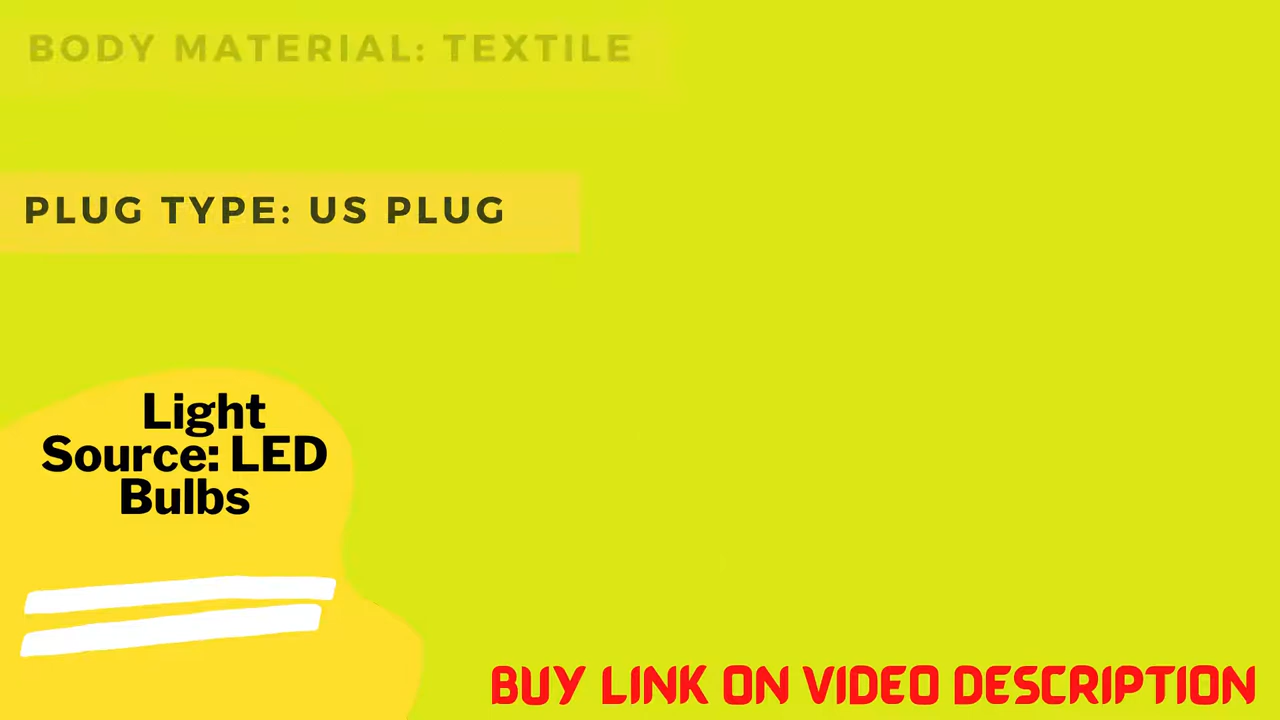 BODY MATERIAL: TEXTILE
PLUG TYPE: US PLUG
Light
Source: LED
Bulbs
BUY LINK ON VIDEO DESCRIPTION